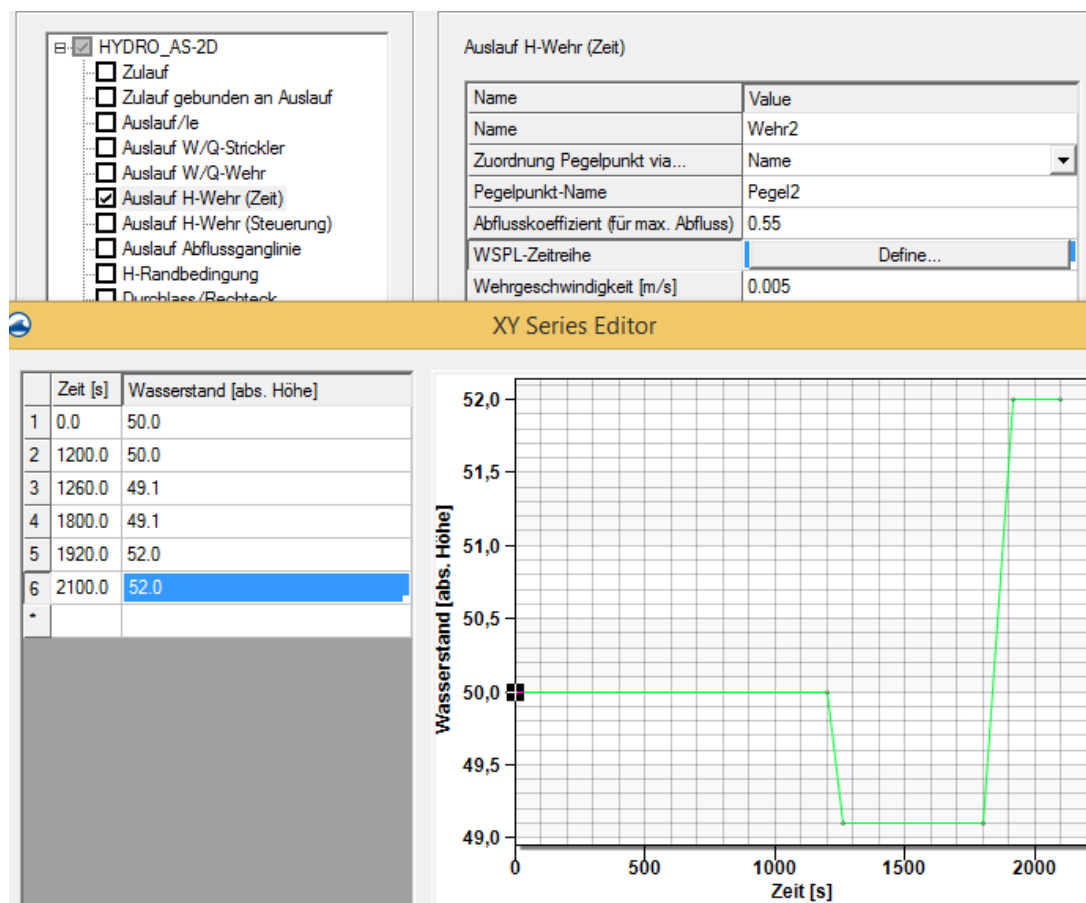 HYDRO_AS-2D
Zulauf
Zulauf gebunden an Auslauf
Auslauf/Ie
Auslauf W/Q-Strickler
Auslauf W/Q-Wehr
Auslauf H-Wehr (Zeit)
Auslauf H-Wehr (Steuerung)
Auslauf Abflussganglinie
H-Randbedingung
Durchlass/Rechteck
Auslauf H-Wehr (Zeit)
Name Value
Name Wehr2
Zuordnung Pegelpunkt via... Name
Pegelpunkt-Name Pegel2
Abflusskoeffizient (für max. Abfluss) 0.55
WSPL-Zeitreihe Define...
Wehrgeschwindigkeit [m/s] 0.005
XY Series Editor
Zeit [s] Wasserstand [abs. Höhe]
1 0.0 50.0
2 1200.0 50.0
3 1260.0 49.1
4 1800.0 49.1
5 1920.0 52.0
6 2100.0 52.0
*
Wasserstand [abs. Höhe]
52,0
51,5
51,0
50,5
50,0
49,5
49,0
0 500 1000 1500 2000
Zeit [s]